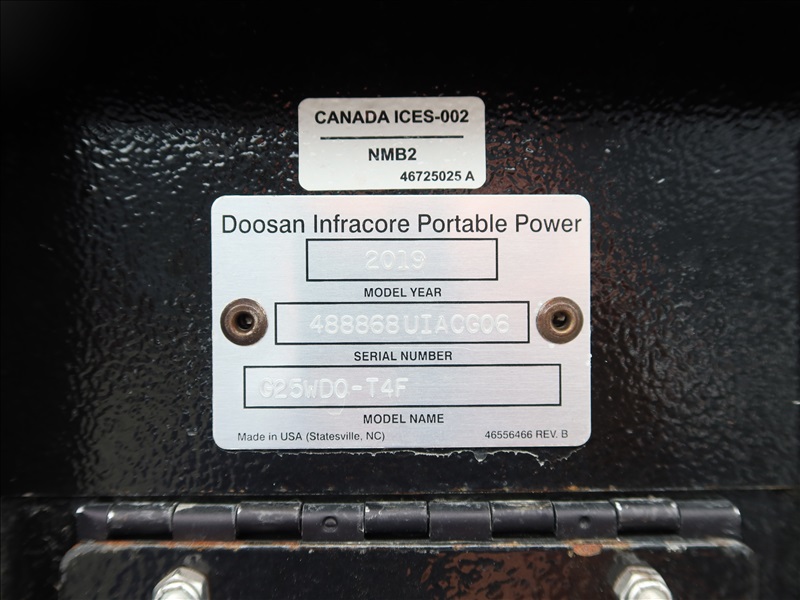 CANADA ICES-002
NMB2
46725025 A
Doosan Infracore Portable Power
2019
MODEL YEAR
488868UIACG06
SERIAL NUMBER
G25WDO-T4F
MODEL NAME
Made in USA (Statesville, NC) 46556466 REV. B